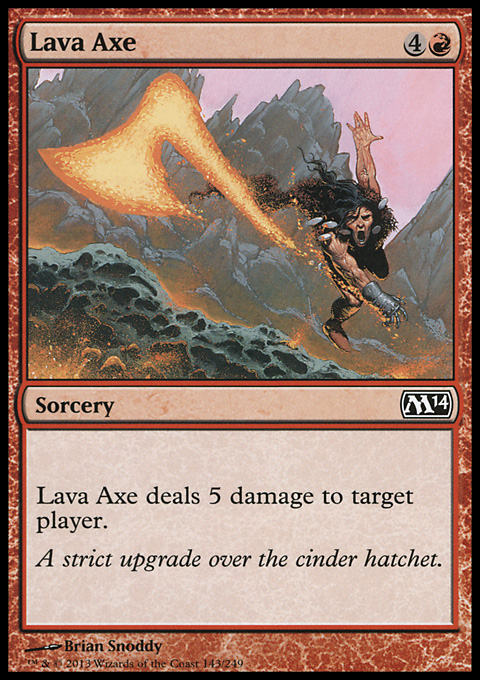 Lava Axe 4
Sorcery M14
Lava Axe deals 5 damage to target
player.
A strict upgrade over the cinder hatchet.
Brian Snoddy
™ & © 2013 Wizards of the Coast 143/249